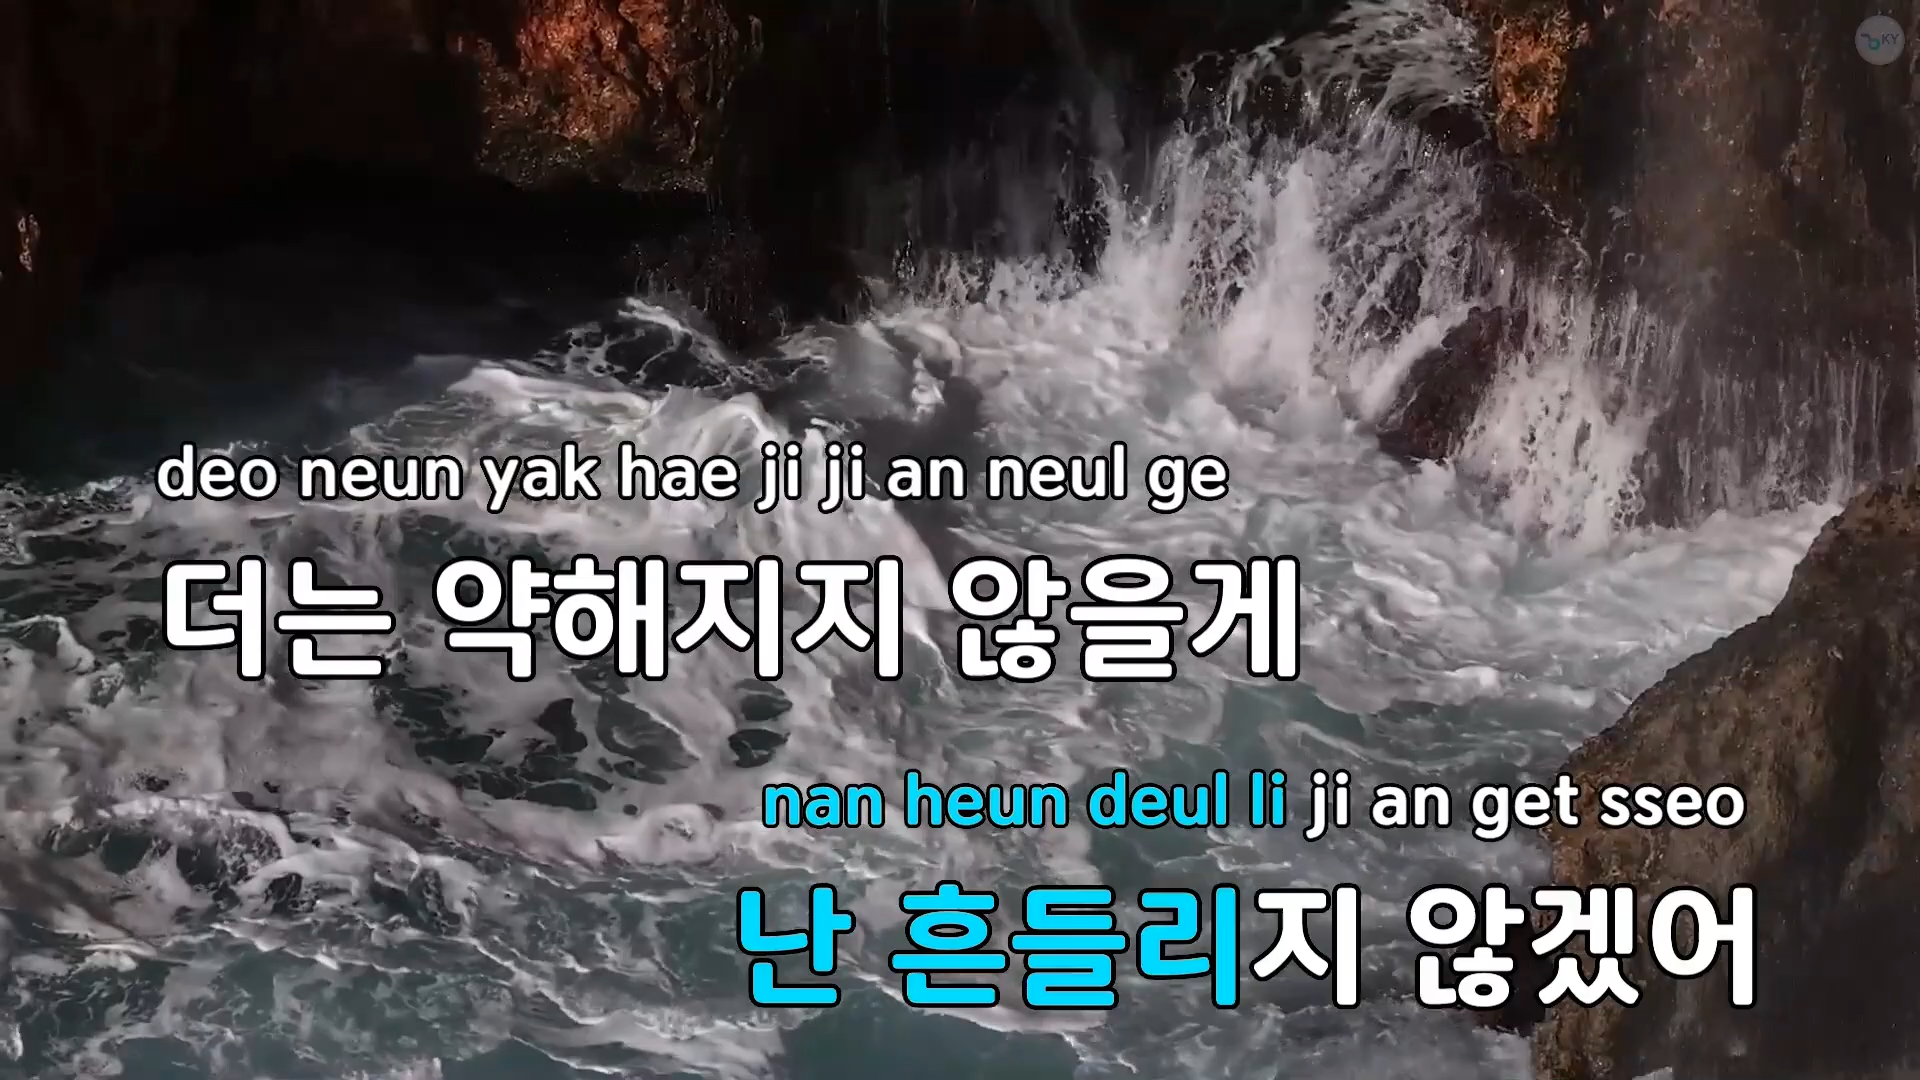 KY
deo neun yak hae ji ji an neul ge
더는 약해지지 않을게
nan heun deul li ji an get sseo
난 흔들리지 않겠어